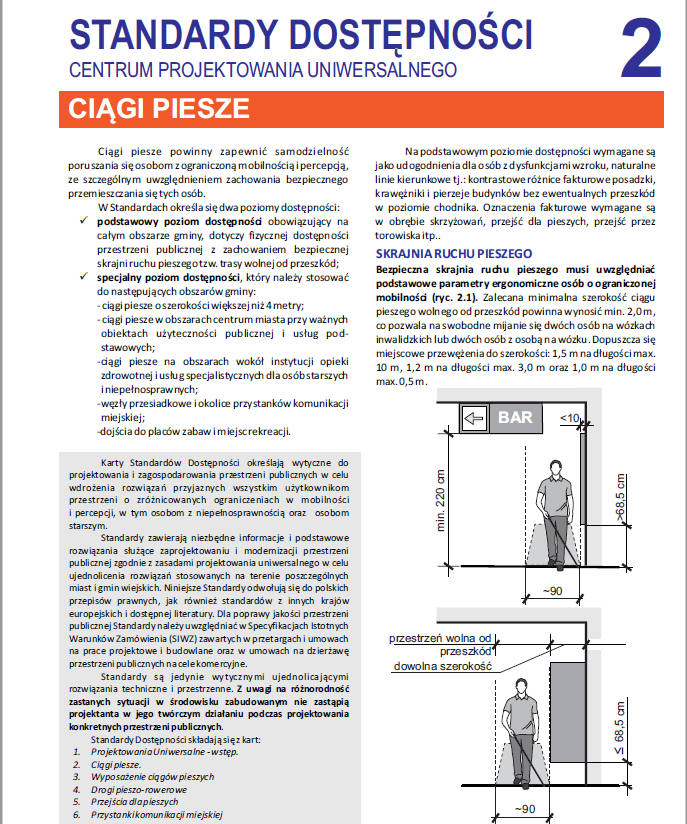 STANDARDY DOSTĘPNOŚCI
CENTRUM PROJEKTOWANIA UNIWERSALNEGO
2
CIĄGI PIESZE
Ciągi piesze powinny zapewnić samodzielność
poruszania się osobom z ograniczoną mobilnością i percepcją,
ze szczególnym uwzględnieniem zachowania bezpiecznego
przemieszczania się tych osób.
W Standardach określa się dwa poziomy dostępności:
✓ podstawowy poziom dostępności obowiązujący na
całym obszarze gminy, dotyczy fizycznej dostępności
przestrzeni publicznej z zachowaniem bezpiecznej
skrajni ruchu pieszego tzw. trasy wolnej od przeszkód;
✓ specjalny poziom dostępności, który należy stosować
do następujących obszarów gminy:
- ciągi piesze o szerokości większej niż 4 metry;
- ciągi piesze w obszarach centrum miasta przy ważnych
obiektach użyteczności publicznej i usług pod-
stawowych;
-ciągi piesze na obszarach wokół instytucji opieki
zdrowotnej i usług specjalistycznych dla osób starszych
i niepełnosprawnych;
-węzły przesiadkowe i okolice przystanków komunikacji
miejskiej;
-dojścia do placów zabaw i miejsc rekreacji.
Karty Standardów Dostępności określają wytyczne do
projektowania i zagospodarowania przestrzeni publicznych w celu
wdrożenia rozwiązań przyjaznych wszystkim użytkownikom
przestrzeni o zróżnicowanych ograniczeniach w mobilności
i percepcji, w tym osobom z niepełnosprawnością oraz osobom
starszym.
Standardy zawierają niezbędne informacje i podstawowe
rozwiązania służące zaprojektowaniu i modernizacji przestrzeni
publicznej zgodnie z zasadami projektowania uniwersalnego w celu
ujednolicenia rozwiązań stosowanych na terenie poszczególnych
miast i gmin wiejskich. Niniejsze Standardy odwołują się do polskich
przepisów prawnych, jak również standardów z innych krajów
europejskich i dostępnej literatury. Dla poprawy jakości przestrzeni
publicznej Standardy należy uwzględniać w Specyfikacjach Istotnych
Warunków Zamówienia (SIWZ) zawartych w przetargach i umowach
na prace projektowe i budowlane oraz w umowach na dzierżawę
przestrzeni publicznych na cele komercyjne.
Standardy są jedynie wytycznymi ujednolicającymi
rozwiązania techniczne i przestrzenne. Z uwagi na różnorodność
zastanych sytuacji w środowisku zabudowanym nie zastąpią
projektanta w jego twórczym działaniu podczas projektowania
konkretnych przestrzeni publicznych.
Standardy Dostępności składają się z kart:
1. Projektowania Uniwersalne - wstęp.
2. Ciągi piesze.
3. Wyposażenie ciągów pieszych
4. Drogi pieszo-rowerowe
5. Przejścia dla pieszych
6. Przystanki komunikacji miejskiej
Na podstawowym poziomie dostępności wymagane są
jako udogodnienia dla osób z dysfunkcjami wzroku, naturalne
linie kierunkowe tj.: kontrastowe różnice fakturowe posadzki,
krawężniki i pierzeje budynków bez ewentualnych przeszkód
w poziomie chodnika. Oznaczenia fakturowe wymagane są
w obrębie skrzyżowań, przejść dla pieszych, przejść przez
torowiska itp..
SKRAJNIA RUCHU PIESZEGO
Bezpieczna skrajnia ruchu pieszego musi uwzględniać
podstawowe parametry ergonomiczne osób o ograniczonej
mobilności (ryc. 2.1). Zalecana minimalna szerokość ciągu
pieszego wolnego od przeszkód powinna wynosić min. 2,0 m,
co pozwala na swobodne mijanie się dwóch osób na wózkach
inwalidzkich lub dwóch osób z osobą na wózku. Dopuszcza się
miejscowe przewężenia do szerokości: 1,5 m na długości max.
10 m, 1,2 m na długości max. 3,0 m oraz 1,0 m na długości
max. 0,5 m.
BAR
<10
min. 220 cm
>68,5 cm
~90
przestrzeń wolna od
przeszkód
dowolna szerokość
≤ 68,5 cm
~90